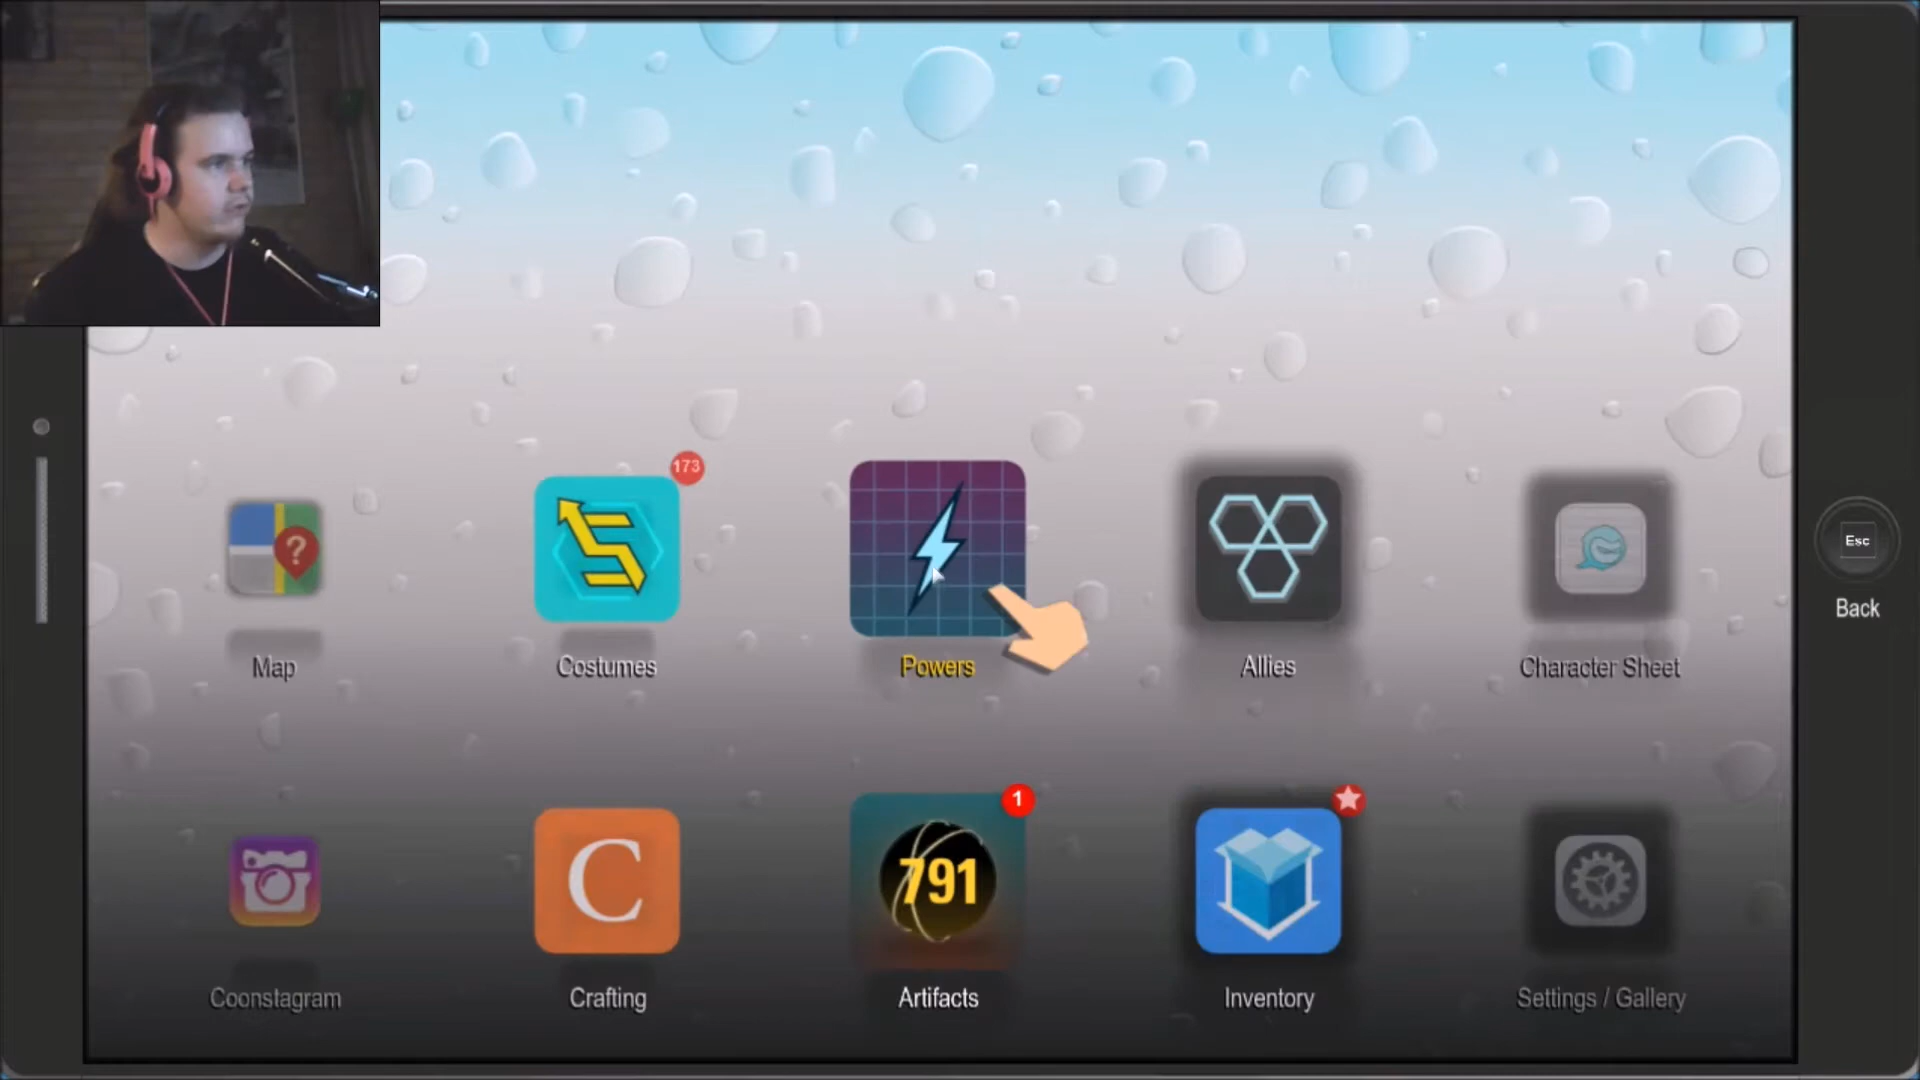 173
Esc
Back
Map
Costumes
Powers
Allies
Character Sheet
1
C
791
Coonstagram
Crafting
Artifacts
Inventory
Settings / Gallery